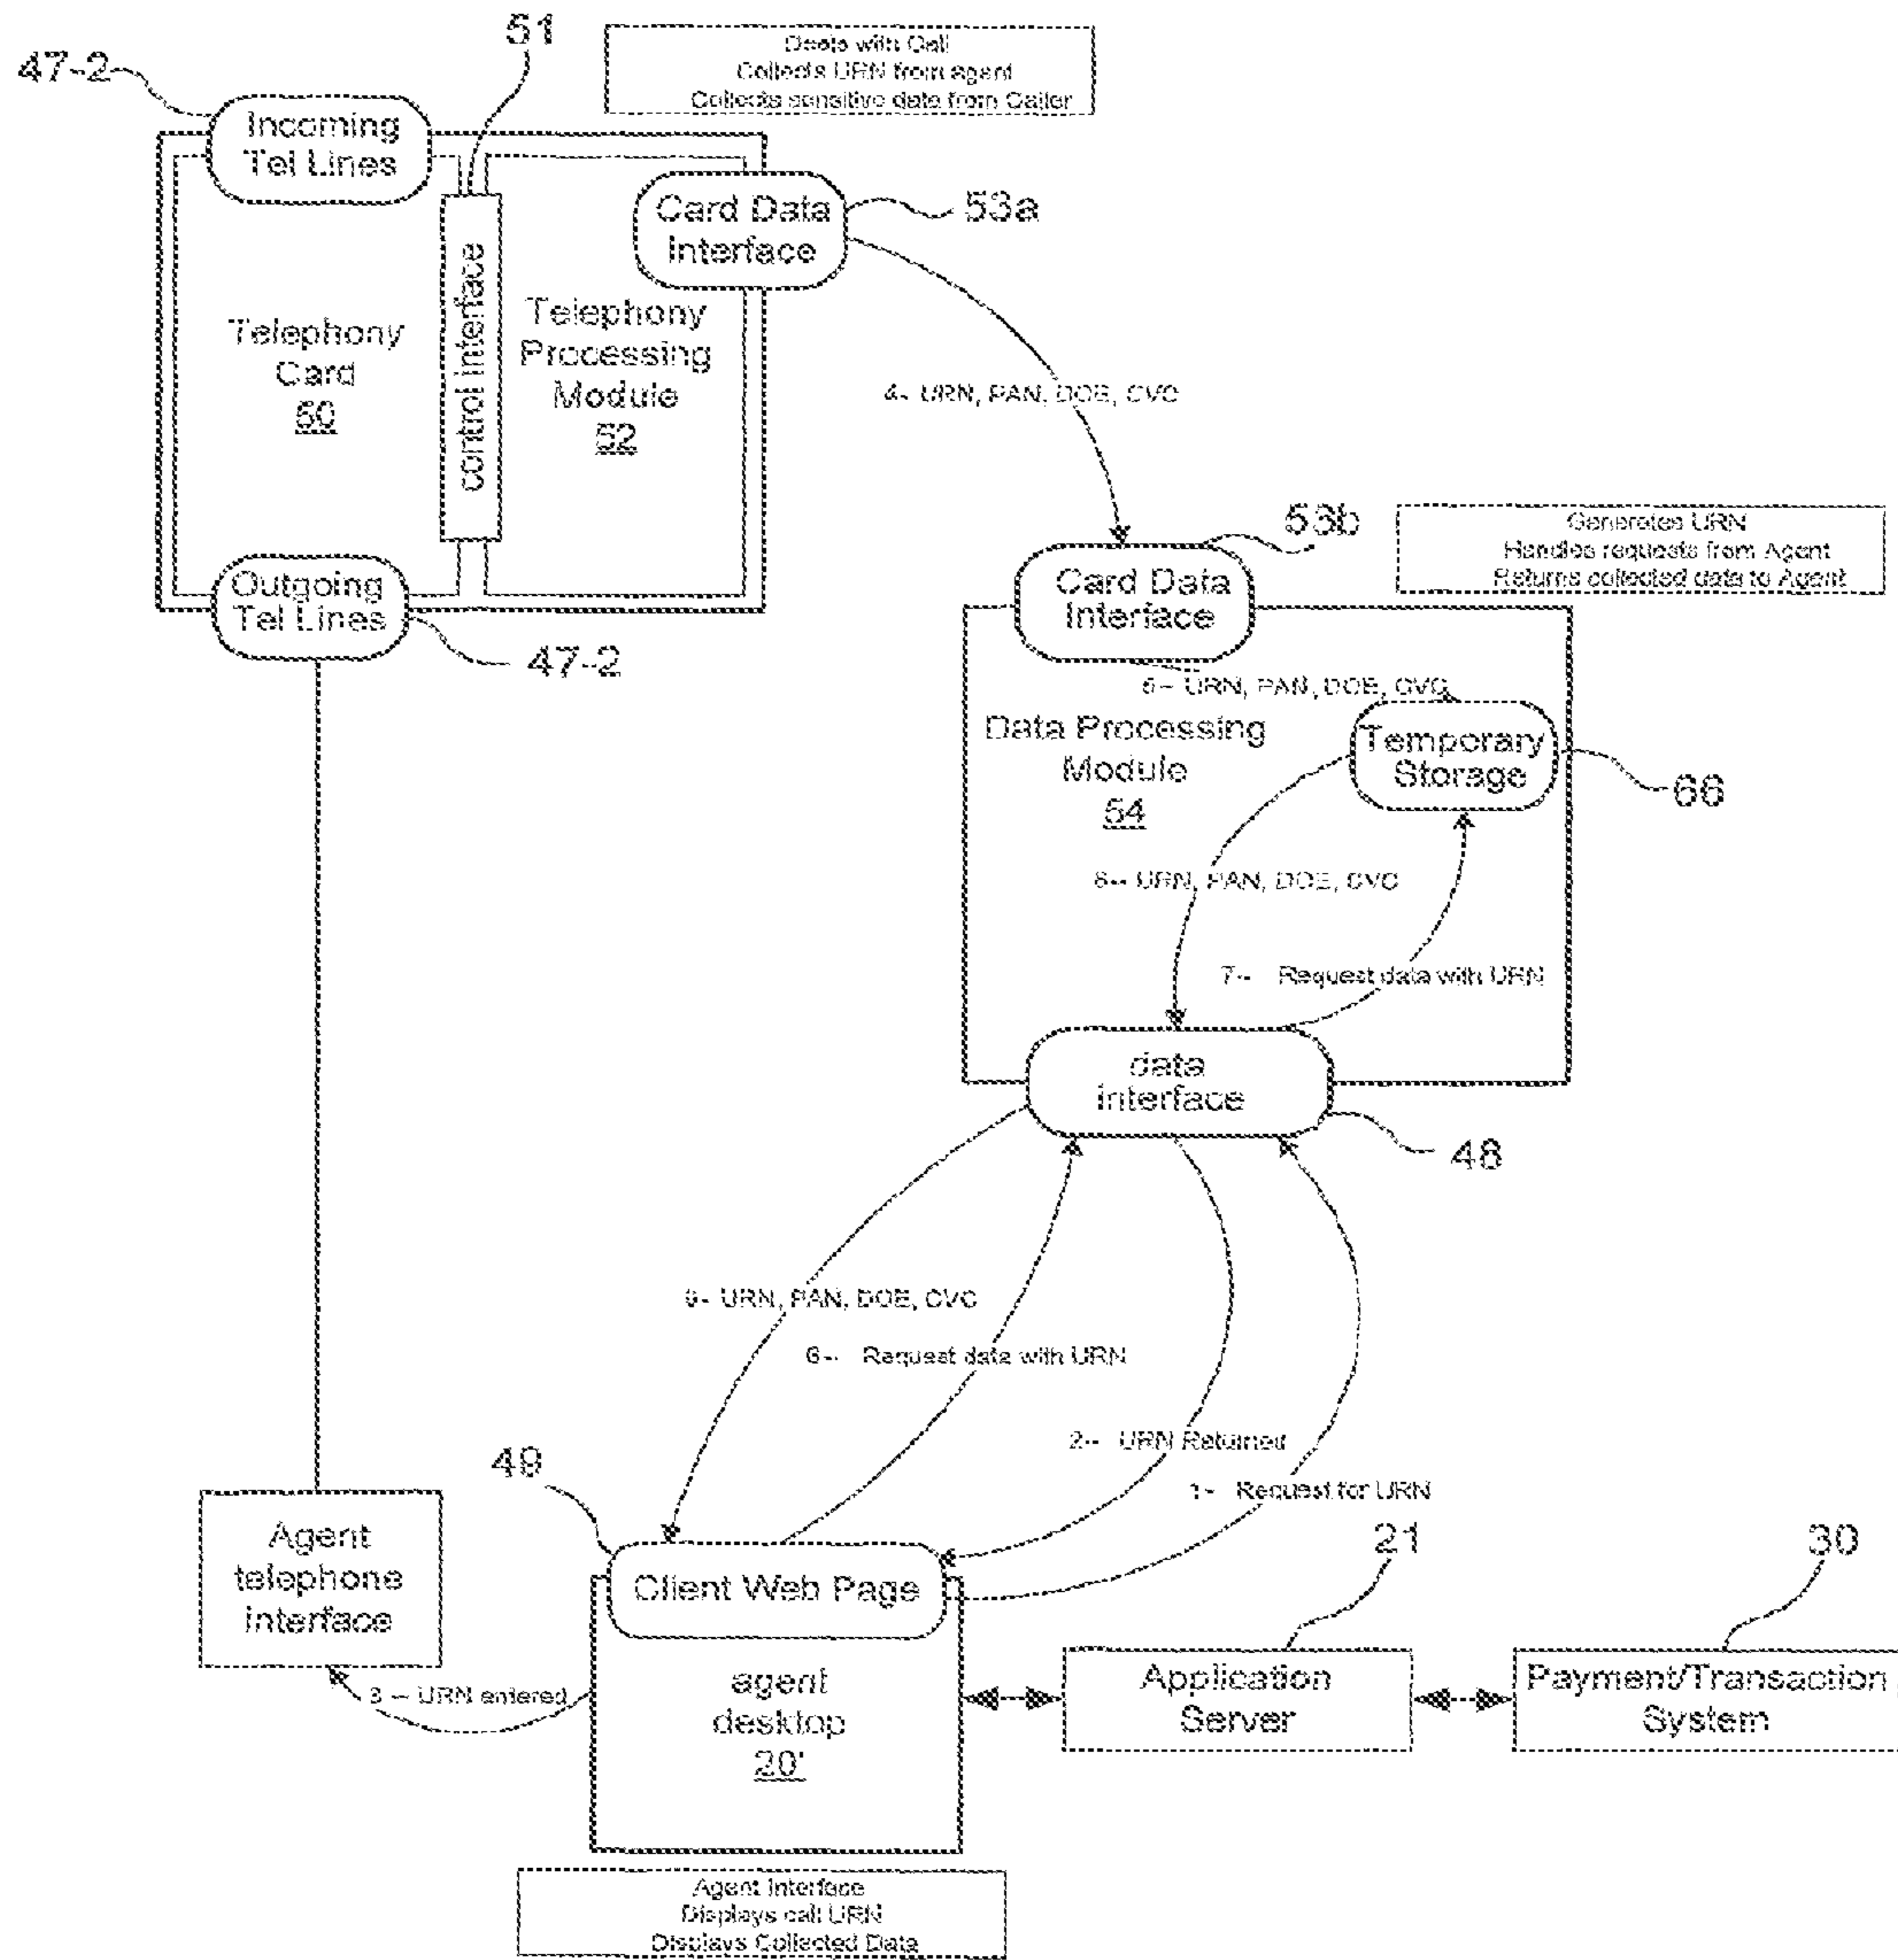 47-2
51
Deals with Call
Collects URN from agent
Collects sensitive data from Caller
Incoming
Tel Lines
Card Data
Interface
53a
control interface
Telephony
Card
50
Telephony
Processing
Module
52
4- URN, PAN, DOE, CVC
Outgoing
Tel Lines
47-2
53b
Generates URN
Handles requests from Agent
Returns collected data to Agent
Card Data
Interface
5-- URN, PAN, DOE, CVC
Data Processing
Module
54
Temporary
Storage
66
8-- URN, PAN, DOE, CVC
7-- Request data with URN
data
interface
48
9- URN, PAN, DOE, CVC
6-- Request data with URN
2-- URN Returned
1- Request for URN
49
Agent
telephone
interface
Client Web Page
21
30
3 -- URN entered
agent
desktop
20'
Application
Server
Payment/Transaction
System
Agent Interface
Displays call URN
Displays Collected Data